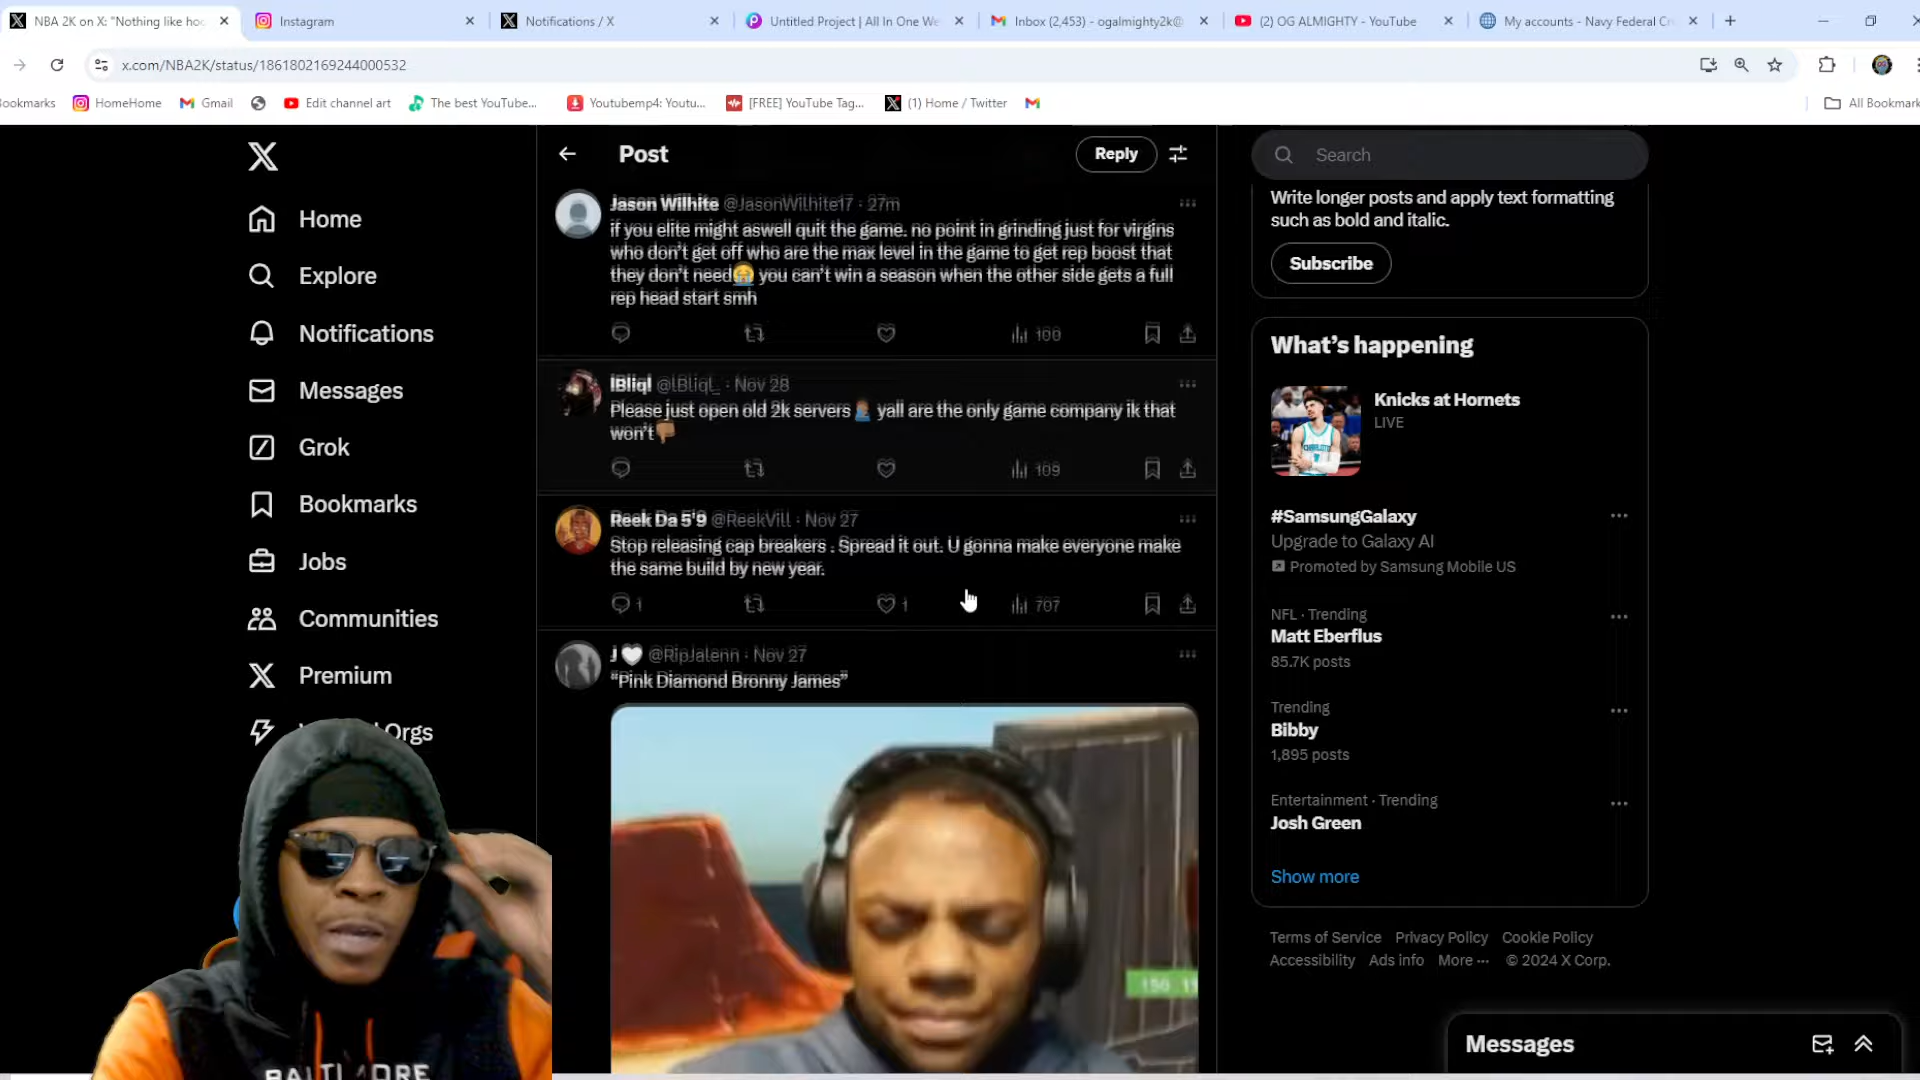 NBA 2K on X: "Nothing like hoo
Instagram
Notifications / X
Untitled Project | All In One We
Inbox (2,453) - ogalmighty2k@
(2) OG ALMIGHTY - YouTube
My accounts - Navy Federal Cr
x.com/NBA2K/status/1861802169244000532
ookmarks
HomeHome
Gmail
Edit channel art
The best YouTube...
Youtubemp4: Youtu...
[FREE] YouTube Tag...
(1) Home / Twitter
All Bookmark
Home
Explore
Notifications
Messages
Grok
Bookmarks
Jobs
Communities
Premium
Orgs
Post
Reply
Jason Wilhite @JasonWilhite17 · 27m
if you elite might aswell quit the game. no point in grinding just for virgins
who don't get off who are the max level in the game to get rep boost that
they don't need😭 you can't win a season when the other side gets a full
rep head start smh
100
lBliql @lBliql_ · Nov 28
Please just open old 2k servers🤦🏽‍♂️ yall are the only game company ik that
won't👎🏽
109
Reek Da 5'9 @ReekVill · Nov 27
Stop releasing cap breakers . Spread it out. U gonna make everyone make
the same build by new year.
1
1
707
J🤍 @RipJalenn · Nov 27
"Pink Diamond Bronny James"
Search
Write longer posts and apply text formatting
such as bold and italic.
Subscribe
What's happening
Knicks at Hornets
LIVE
#SamsungGalaxy
Upgrade to Galaxy AI
Promoted by Samsung Mobile US
NFL · Trending
Matt Eberflus
85.7K posts
Trending
Bibby
1,895 posts
Entertainment · Trending
Josh Green
Show more
Terms of Service Privacy Policy Cookie Policy
Accessibility Ads info More ··· © 2024 X Corp.
Messages
BALTIMORE